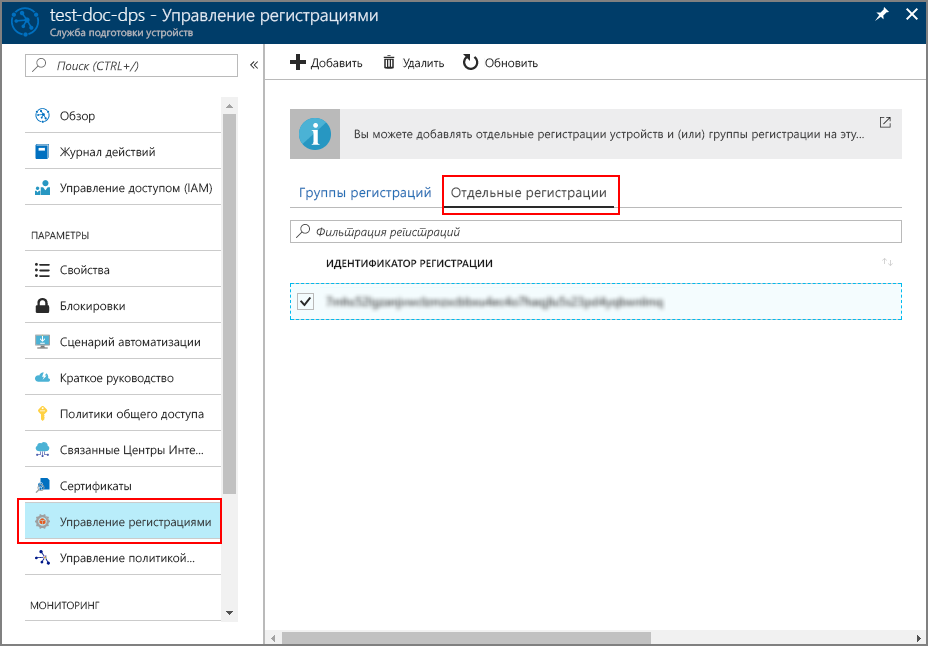 test-doc-dps - Управление регистрациями
Служба подготовки устройств
Поиск (CTRL+/)
«
Обзор
Журнал действий
Управление доступом (IAM)
ПАРАМЕТРЫ
Свойства
Блокировки
Сценарий автоматизации
Краткое руководство
Политики общего доступа
Связанные Центры Инте...
Сертификаты
Управление регистрациями
Управление политикой...
МОНИТОРИНГ
Добавить
Удалить
Обновить
Вы можете добавлять отдельные регистрации устройств и (или) группы регистрации на эту...
Группы регистраций
Отдельные регистрации
Фильтрация регистраций
ИДЕНТИФИКАТОР РЕГИСТРАЦИИ